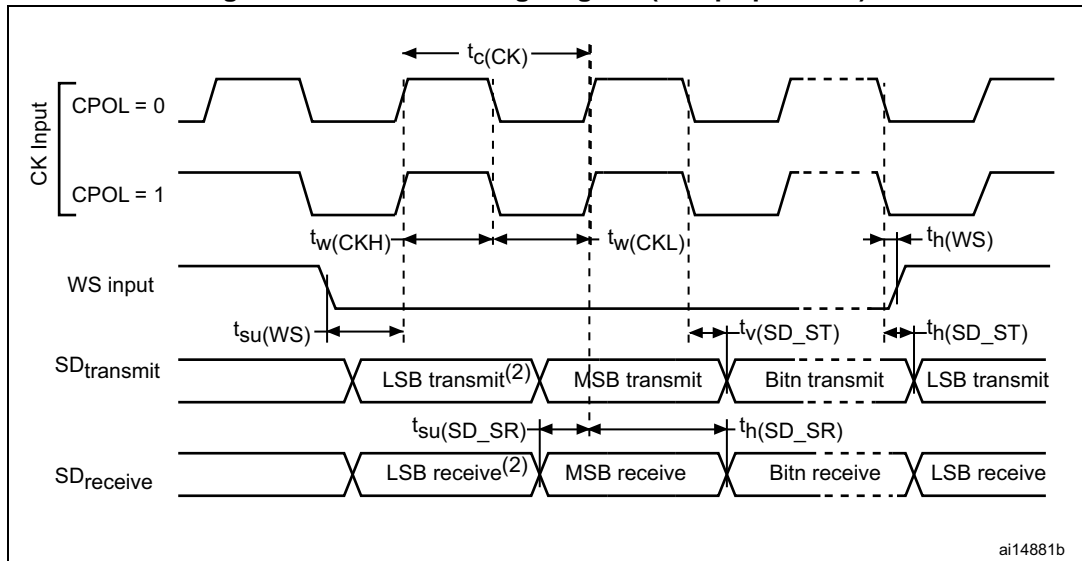 tc(CK)
CK Input
CPOL = 0
CPOL = 1
tw(CKH)
tw(CKL)
th(WS)
WS input
tsu(WS)
tv(SD_ST)
th(SD_ST)
SDtransmit
LSB transmit(2)
MSB transmit
Bitn transmit
LSB transmit
tsu(SD_SR)
th(SD_SR)
SDreceive
LSB receive(2)
MSB receive
Bitn receive
LSB receive
ai14881b